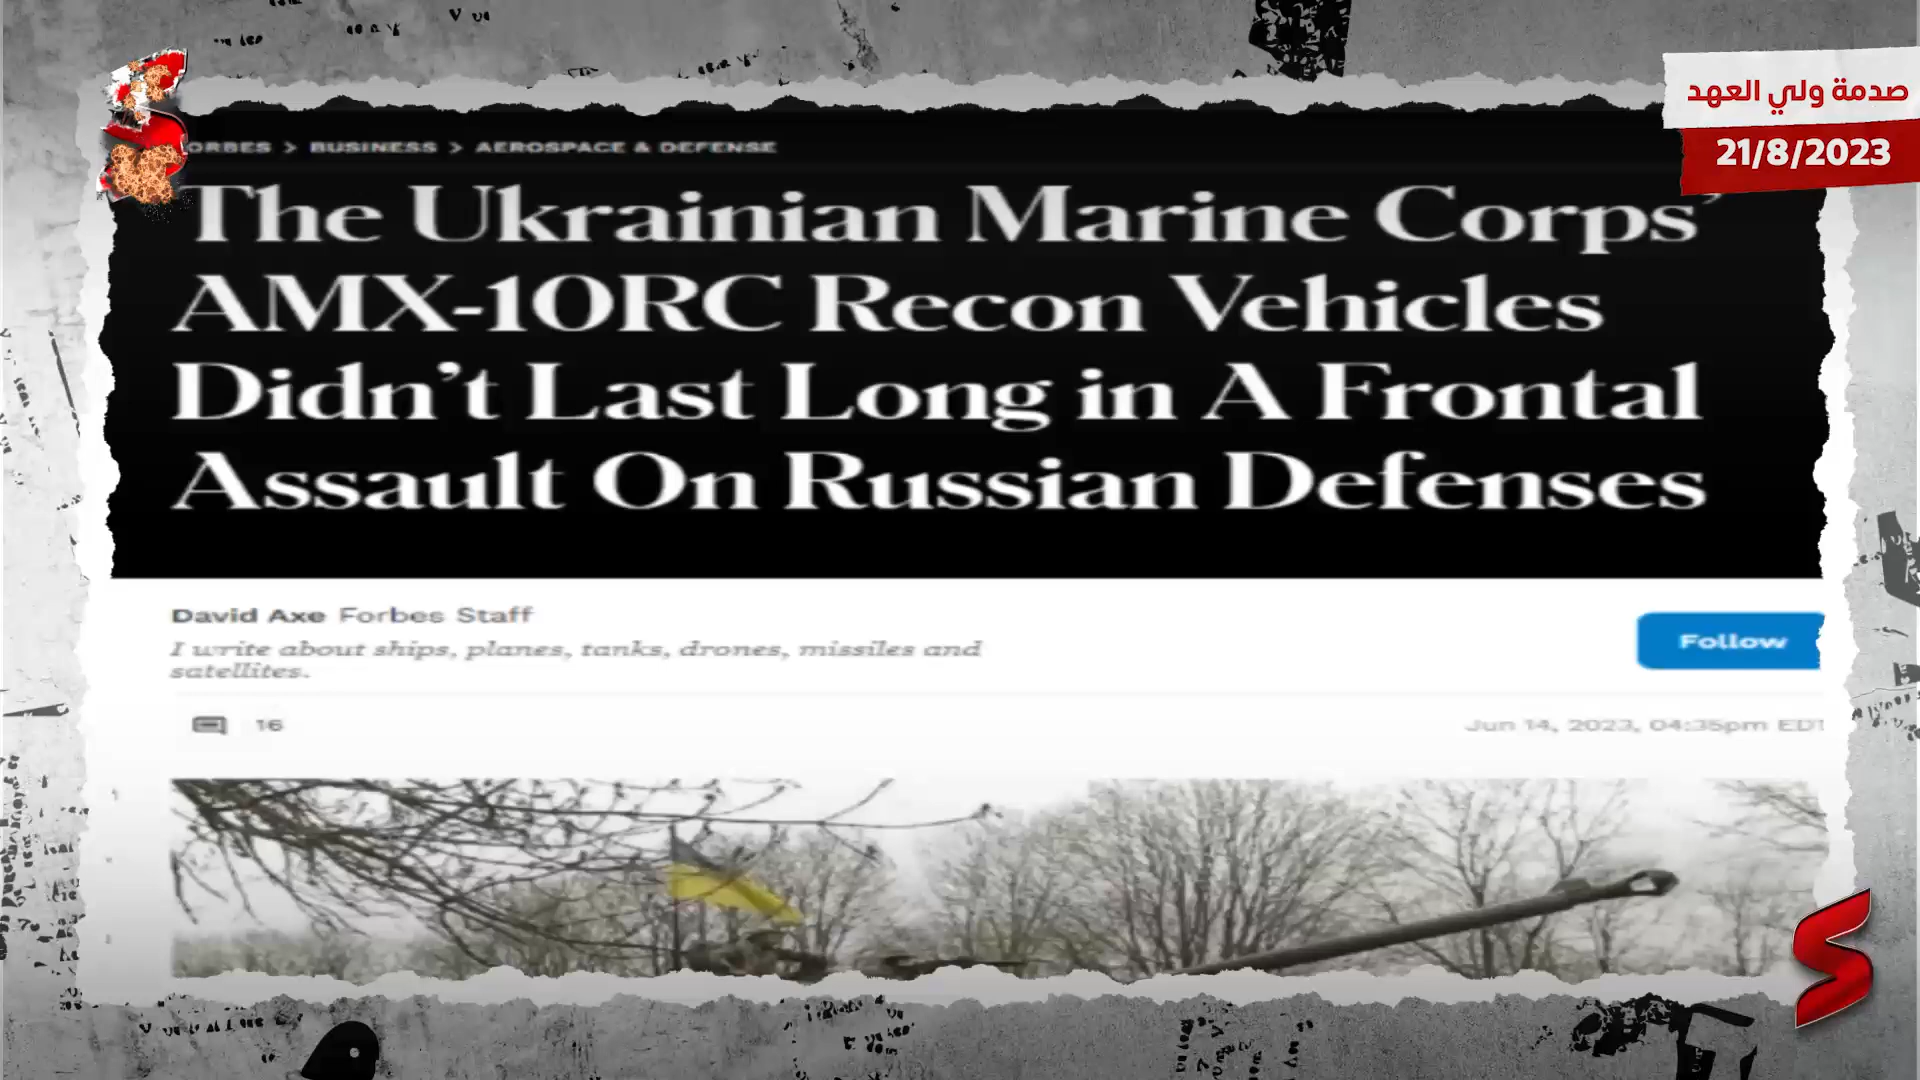 صدمة ولي العهد
21/8/2023
ORBES > BUSINESS > AEROSPACE & DEFENSE
The Ukrainian Marine Corps’
AMX-10RC Recon Vehicles
Didn’t Last Long in A Frontal
Assault On Russian Defenses
David Axe Forbes Staff
Follow
I write about ships, planes, tanks, drones, missiles and
satellites.
16
Jun 14, 2023, 04:35pm EDT